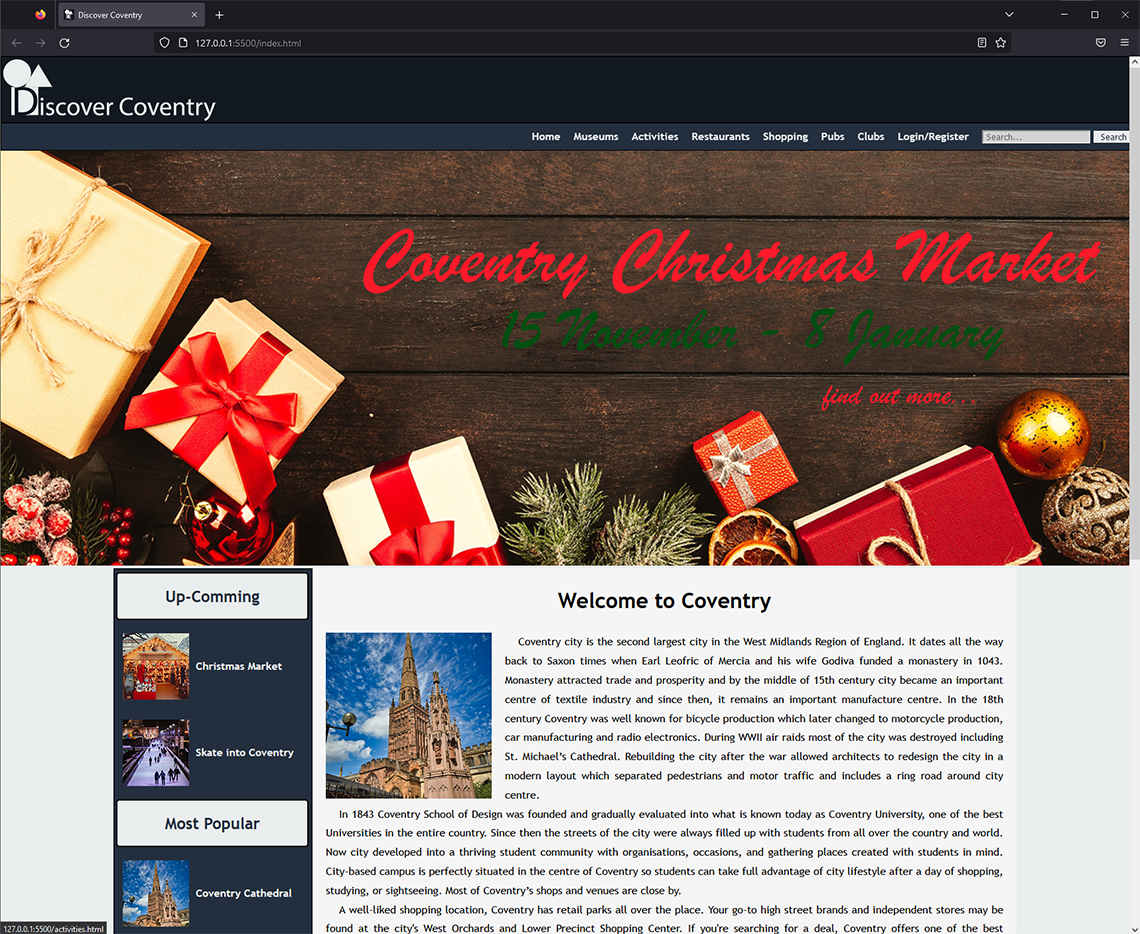 Discover Coventry
127.0.0.1:5500/index.html
Discover Coventry
Home Museums Activities Restaurants Shopping Pubs Clubs Login/Register Search... Search
Coventry Christmas Market
15 November - 8 January
find out more...
Up-Comming
Christmas Market
Skate into Coventry
Most Popular
Coventry Cathedral
Welcome to Coventry
Coventry city is the second largest city in the West Midlands Region of England. It dates all the way
back to Saxon times when Earl Leofric of Mercia and his wife Godiva funded a monastery in 1043.
Monastery attracted trade and prosperity and by the middle of 15th century city became an important
centre of textile industry and since then, it remains an important manufacture centre. In the 18th
century Coventry was well known for bicycle production which later changed to motorcycle production,
car manufacturing and radio electronics. During WWII air raids most of the city was destroyed including
St. Michael’s Cathedral. Rebuilding the city after the war allowed architects to redesign the city in a
modern layout which separated pedestrians and motor traffic and includes a ring road around city
centre.
In 1843 Coventry School of Design was founded and gradually evaluated into what is known today as Coventry University, one of the best
Universities in the entire country. Since then the streets of the city were always filled up with students from all over the country and world.
Now city developed into a thriving student community with organisations, occasions, and gathering places created with students in mind.
City-based campus is perfectly situated in the centre of Coventry so students can take full advantage of city lifestyle after a day of shopping,
studying, or sightseeing. Most of Coventry’s shops and venues are close by.
A well-liked shopping location, Coventry has retail parks all over the place. Your go-to high street brands and independent stores may be
found at the city's West Orchards and Lower Precinct Shopping Center. If you're searching for a deal, Coventry offers one of the best
127.0.0.1:5500/activities.html